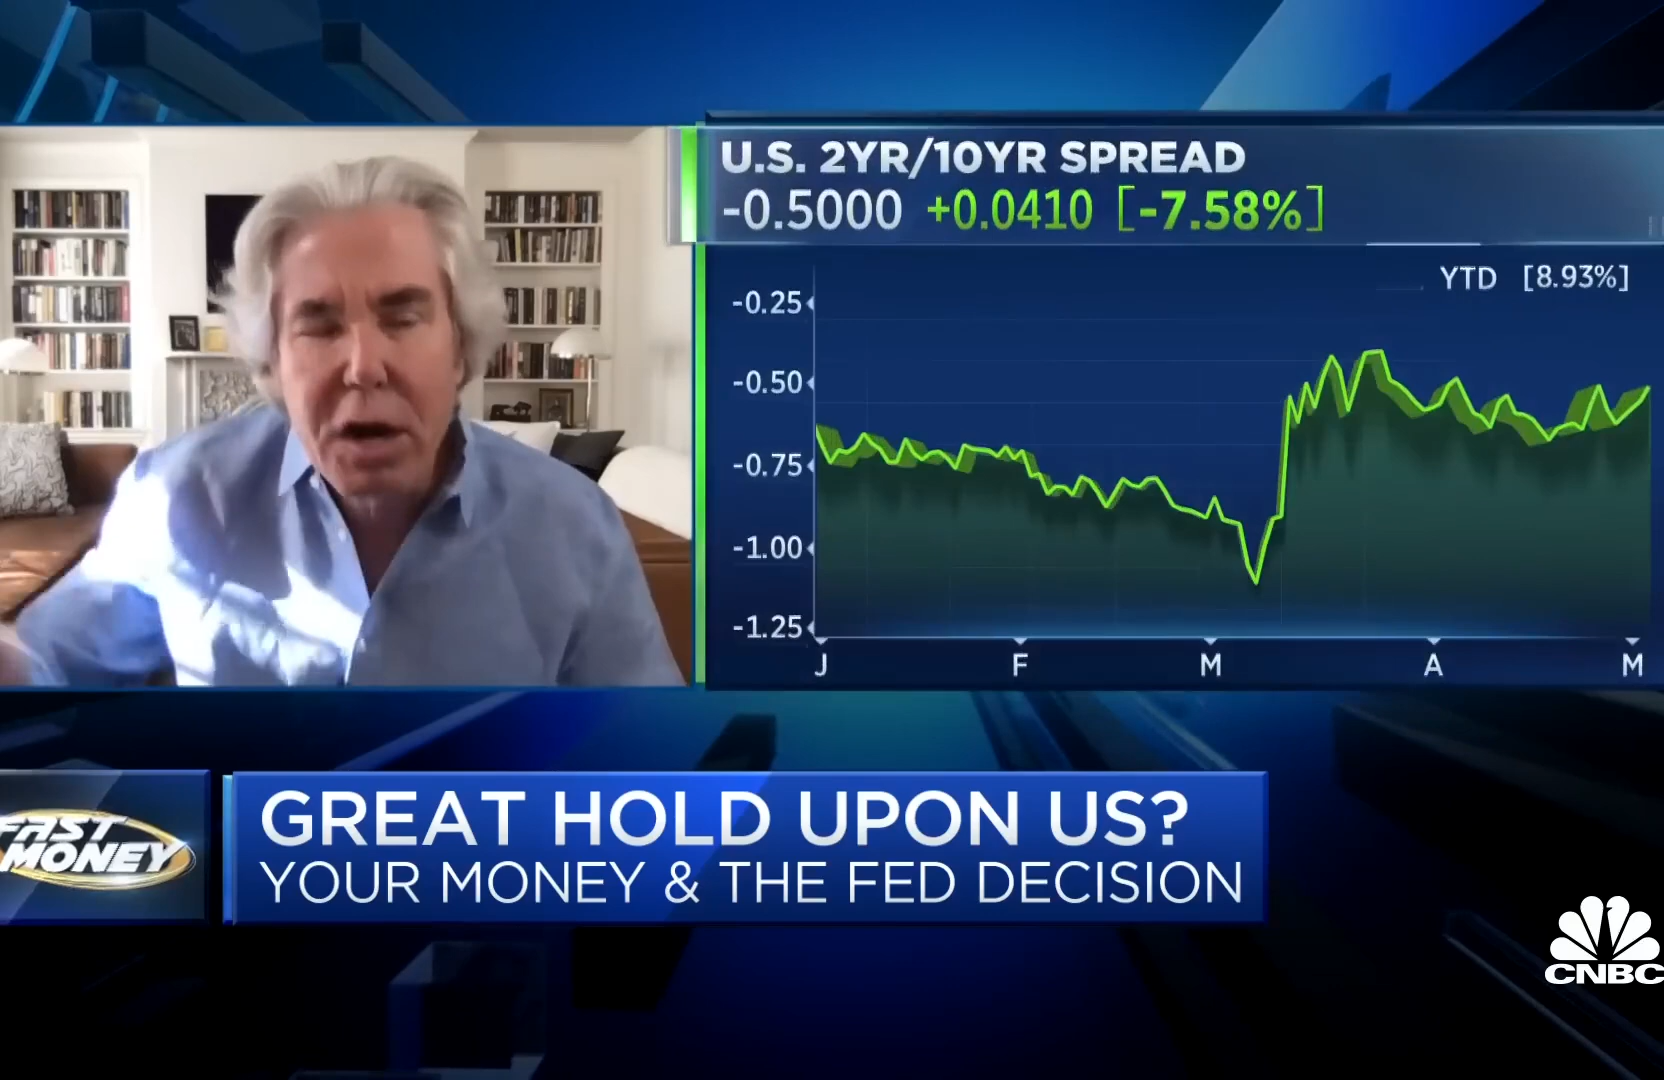 U.S. 2YR/10YR SPREAD
-0.5000 +0.0410 [-7.58%]
YTD [8.93%]
-0.25
-0.50
-0.75
-1.00
-1.25
J F M A M
FAST
MONEY
GREAT HOLD UPON US?
YOUR MONEY & THE FED DECISION
CNBC